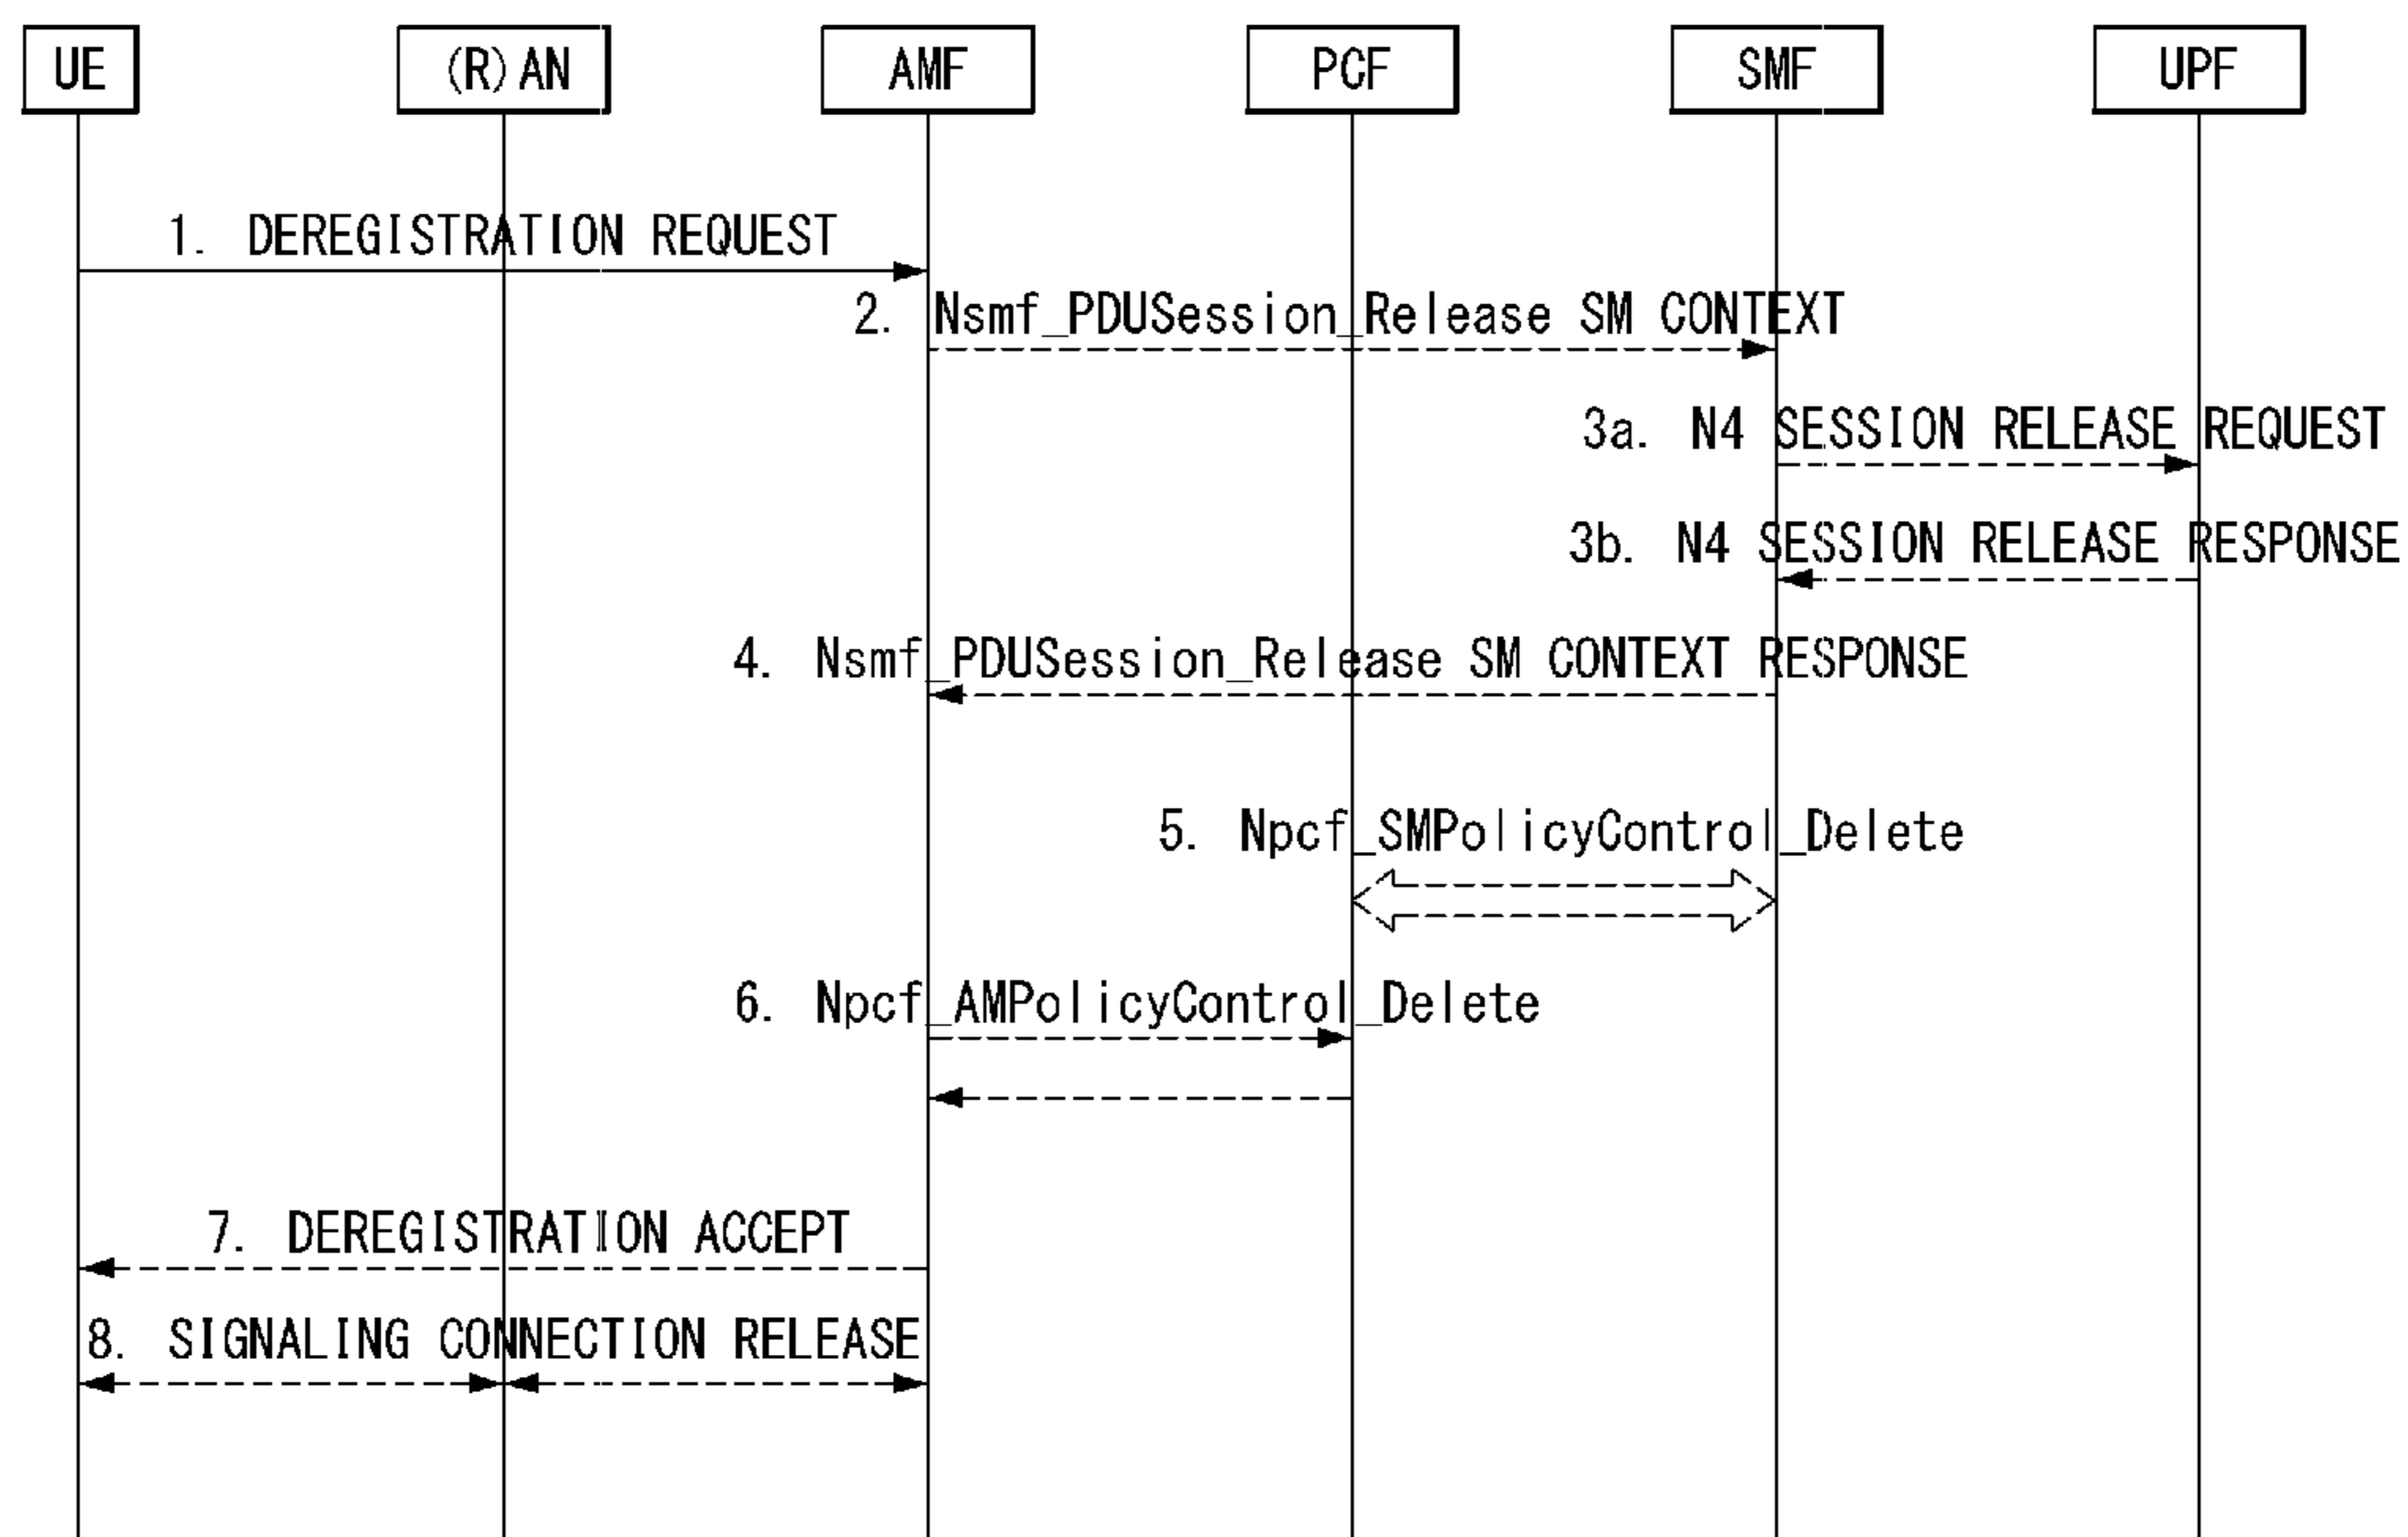 UE
(R)AN
AMF
PCF
SMF
UPF
1. DEREGISTRATION REQUEST
2. Nsmf_PDUSession_Release SM CONTEXT
3a. N4 SESSION RELEASE REQUEST
3b. N4 SESSION RELEASE RESPONSE
4. Nsmf_PDUSession_Release SM CONTEXT RESPONSE
5. Npcf_SMPolicyControl_Delete
6. Npcf_AMPolicyControl_Delete
7. DEREGISTRATION ACCEPT
8. SIGNALING CONNECTION RELEASE